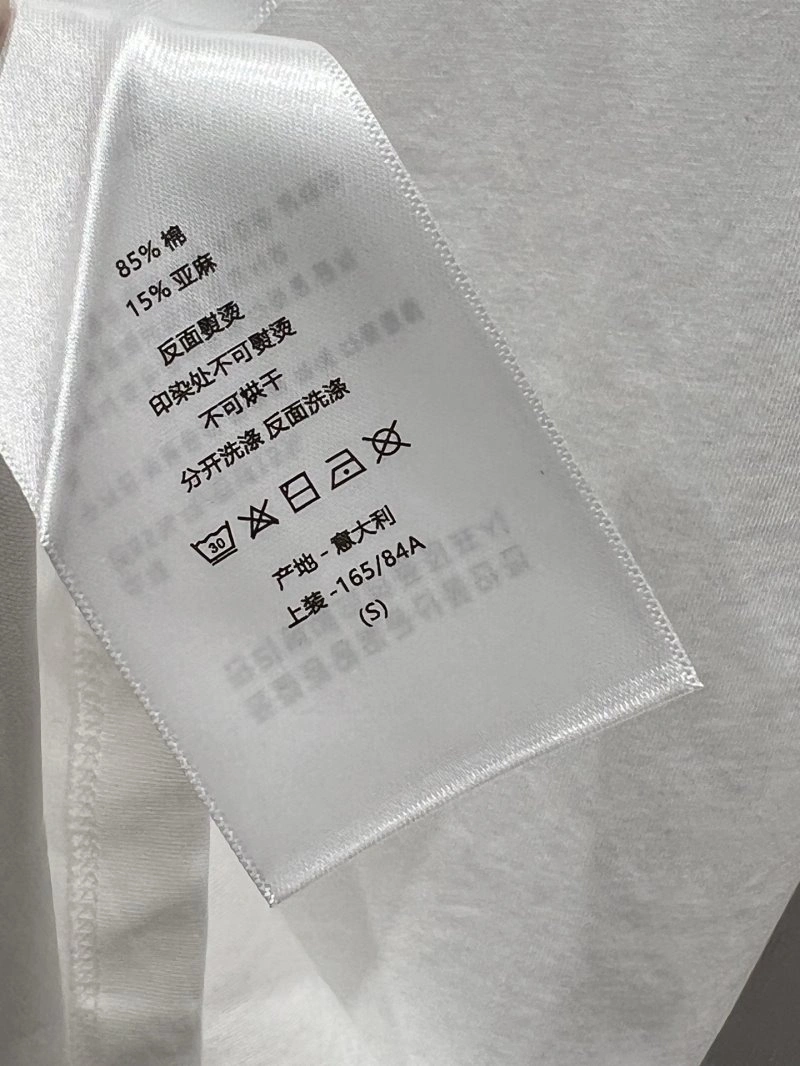 85% 棉
15% 亚麻
反面熨烫
印染处不可熨烫
不可烘干
分开洗涤 反面洗涤
30
产地 - 意大利
上装 -165/84A
(S)